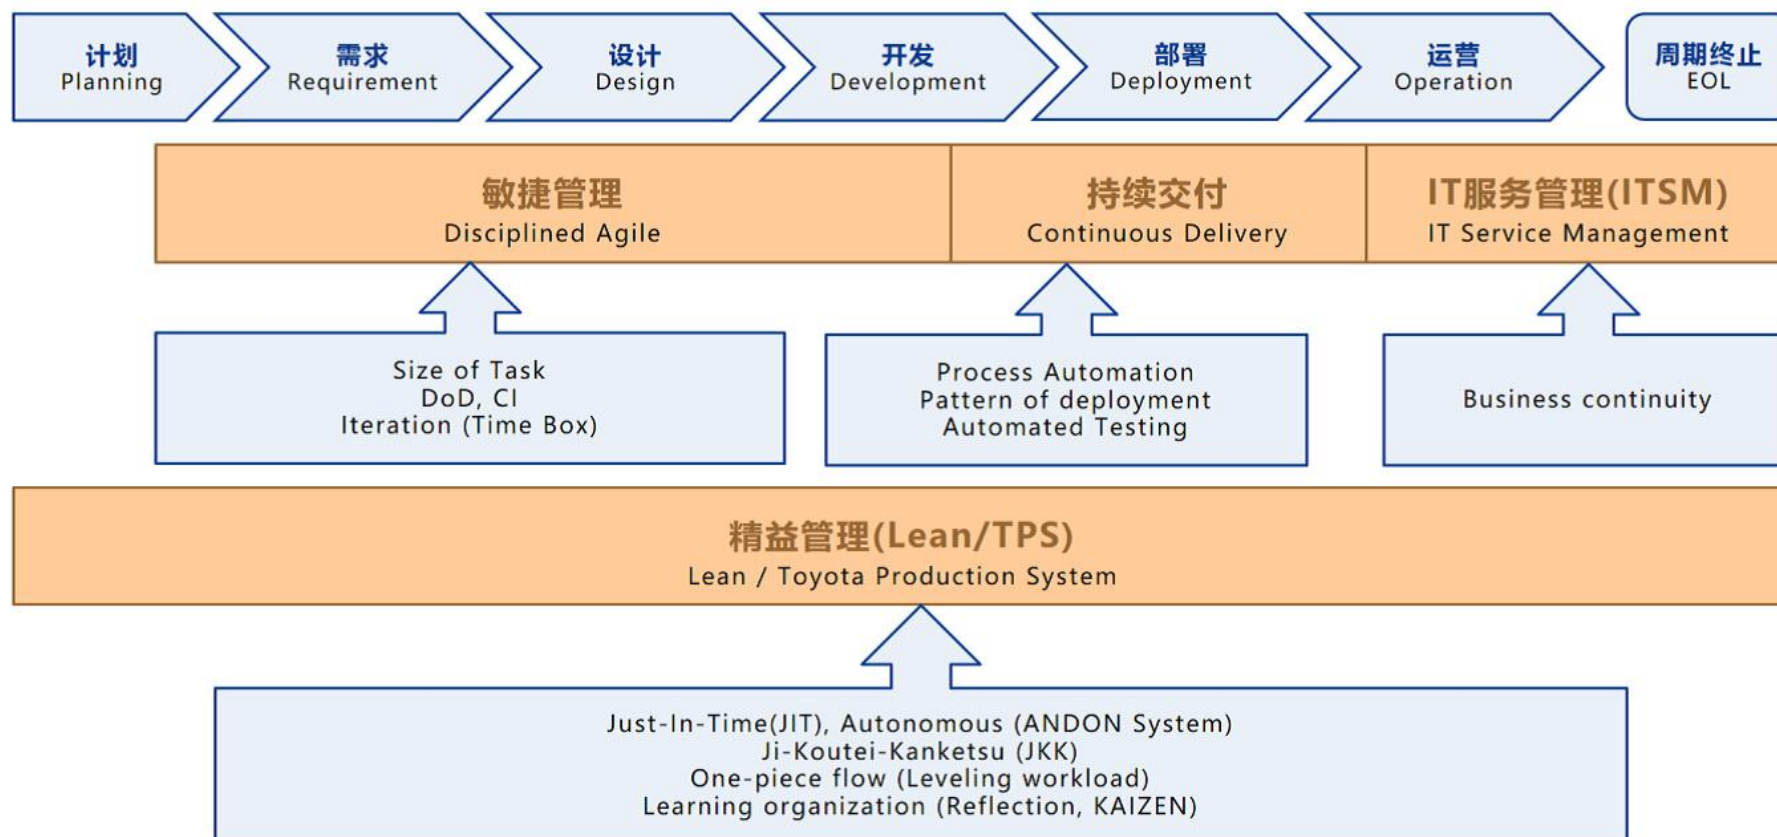 计划
Planning
需求
Requirement
设计
Design
开发
Development
部署
Deployment
运营
Operation
周期终止
EOL
敏捷管理
Disciplined Agile
持续交付
Continuous Delivery
IT服务管理(ITSM)
IT Service Management
Size of Task
DoD, CI
Iteration (Time Box)
Process Automation
Pattern of deployment
Automated Testing
Business continuity
精益管理(Lean/TPS)
Lean / Toyota Production System
Just-In-Time(JIT), Autonomous (ANDON System)
Ji-Koutei-Kanketsu (JKK)
One-piece flow (Leveling workload)
Learning organization (Reflection, KAIZEN)